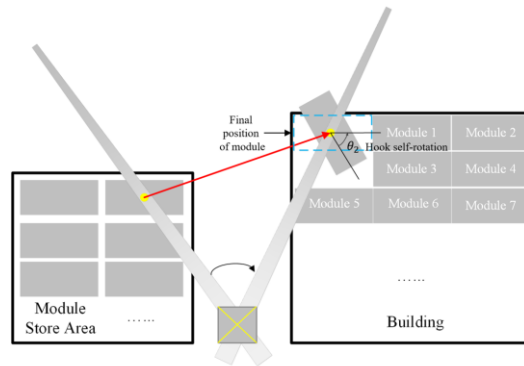 Final
position
of module
Module 1
Module 2
θ2
Hook self-rotation
Module 3
Module 4
Module 5
Module 6
Module 7
Module
Store Area
......
......
Building